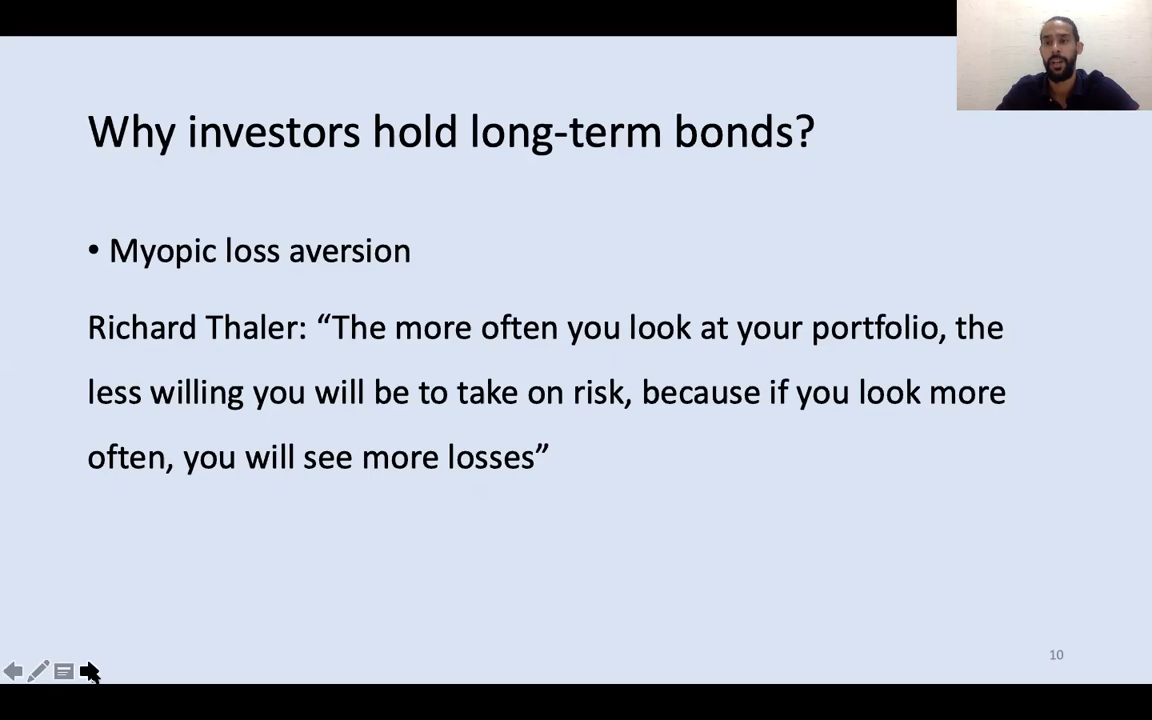 Why investors hold long-term bonds?
• Myopic loss aversion
Richard Thaler: “The more often you look at your portfolio, the
less willing you will be to take on risk, because if you look more
often, you will see more losses”
10